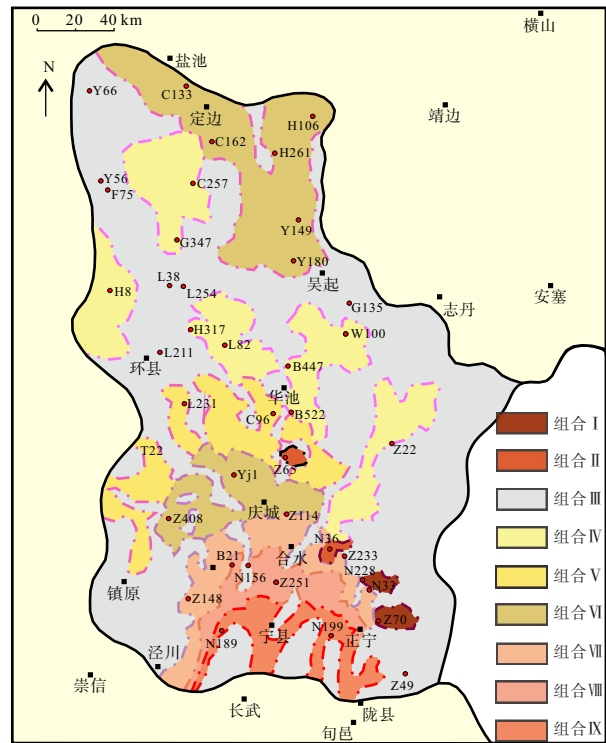 0 20 40 km
横山
N
盐池
Y66
C133
定边
靖边
H106
C162
H261
Y56
F75
C257
Y149
G347
Y180
吴起
L38
L254
H8
G135
志丹
安塞
H317
W100
L82
L211
环县
B447
华池
L231
C96
B522
组合Ⅰ
T22
Z22
组合Ⅱ
Z65
Yj1
组合Ⅲ
庆城
Z408
Z114
组合Ⅳ
N36
合水
Z233
B21
N156
N228
组合Ⅴ
镇原
Z251
N37
Z148
组合Ⅵ
Z70
宁县
N199
正宁
N189
组合Ⅶ
泾川
崇信
Z49
组合Ⅷ
长武
陇县
旬邑
组合Ⅸ